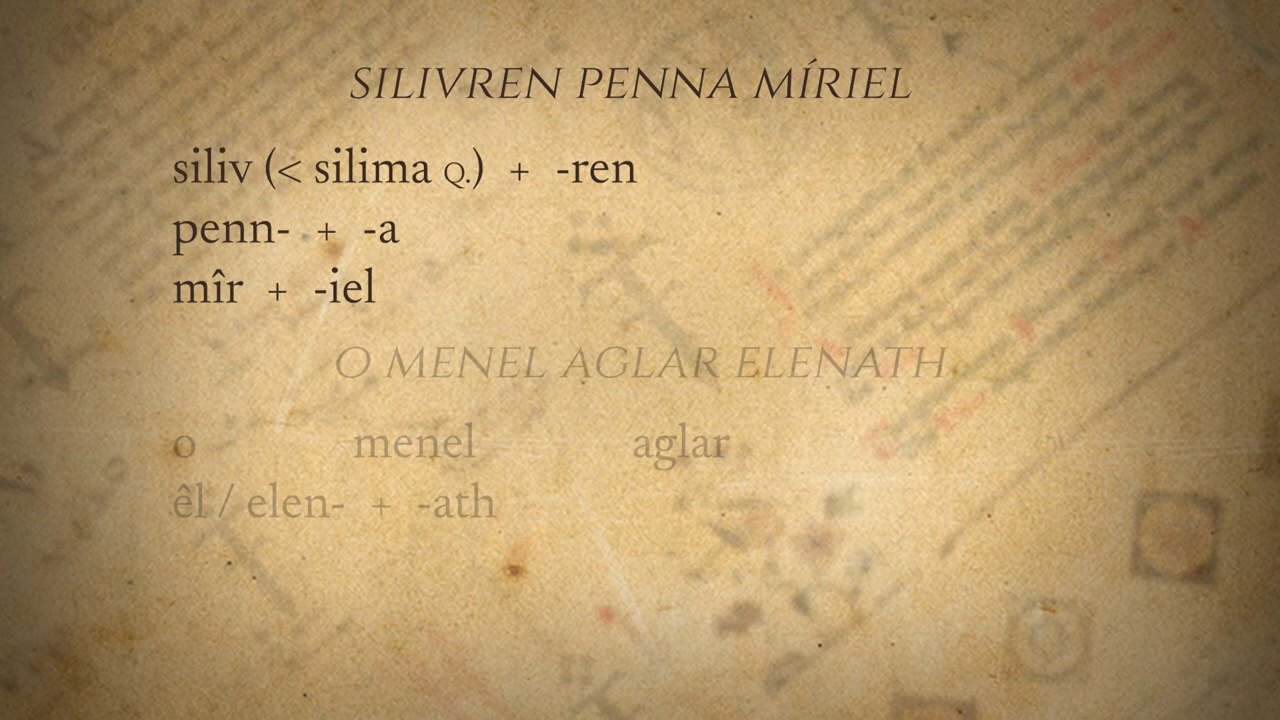 SILIVREN PENNA MÍRIEL
siliv (< silima Q.) + -ren
penn- + -a
mîr + -iel
O MENEL AGLAR ELENATH
o menel aglar
êl / elen- + -ath